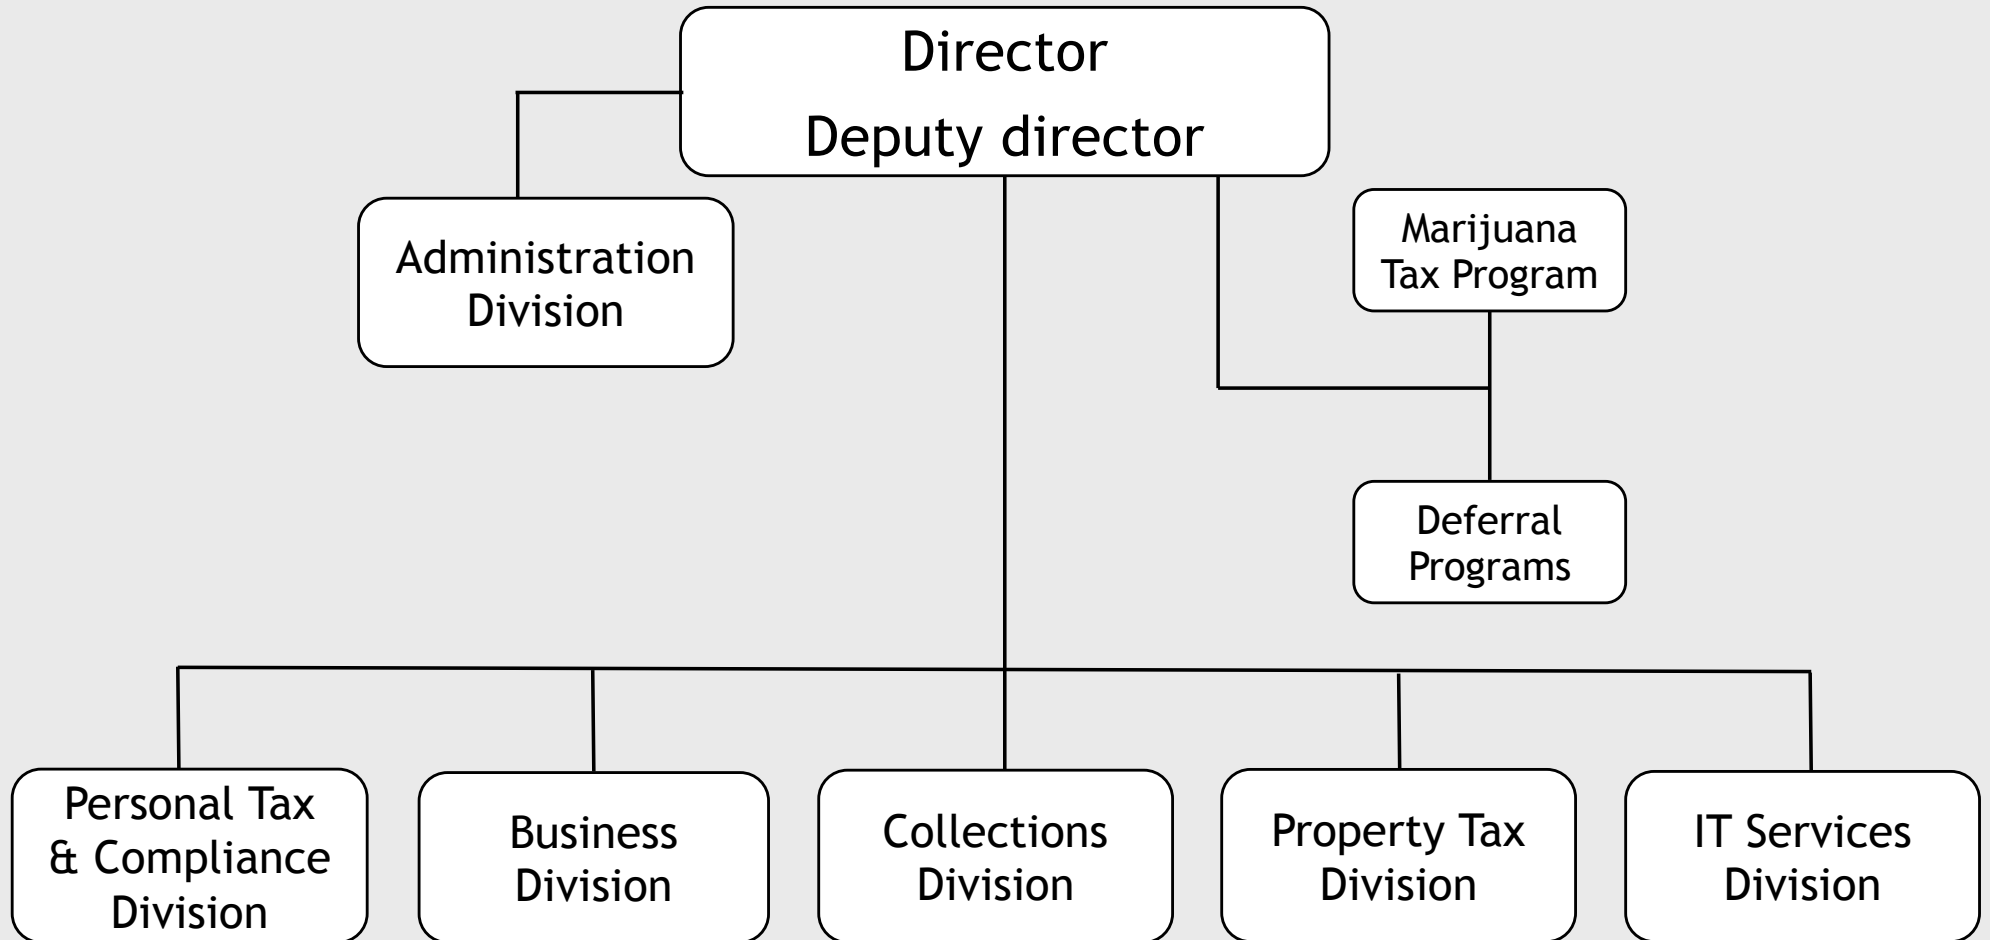 Director
Deputy director
Administration
Division
Marijuana
Tax Program
Deferral
Programs
Personal Tax
& Compliance
Division
Business
Division
Collections
Division
Property Tax
Division
IT Services
Division